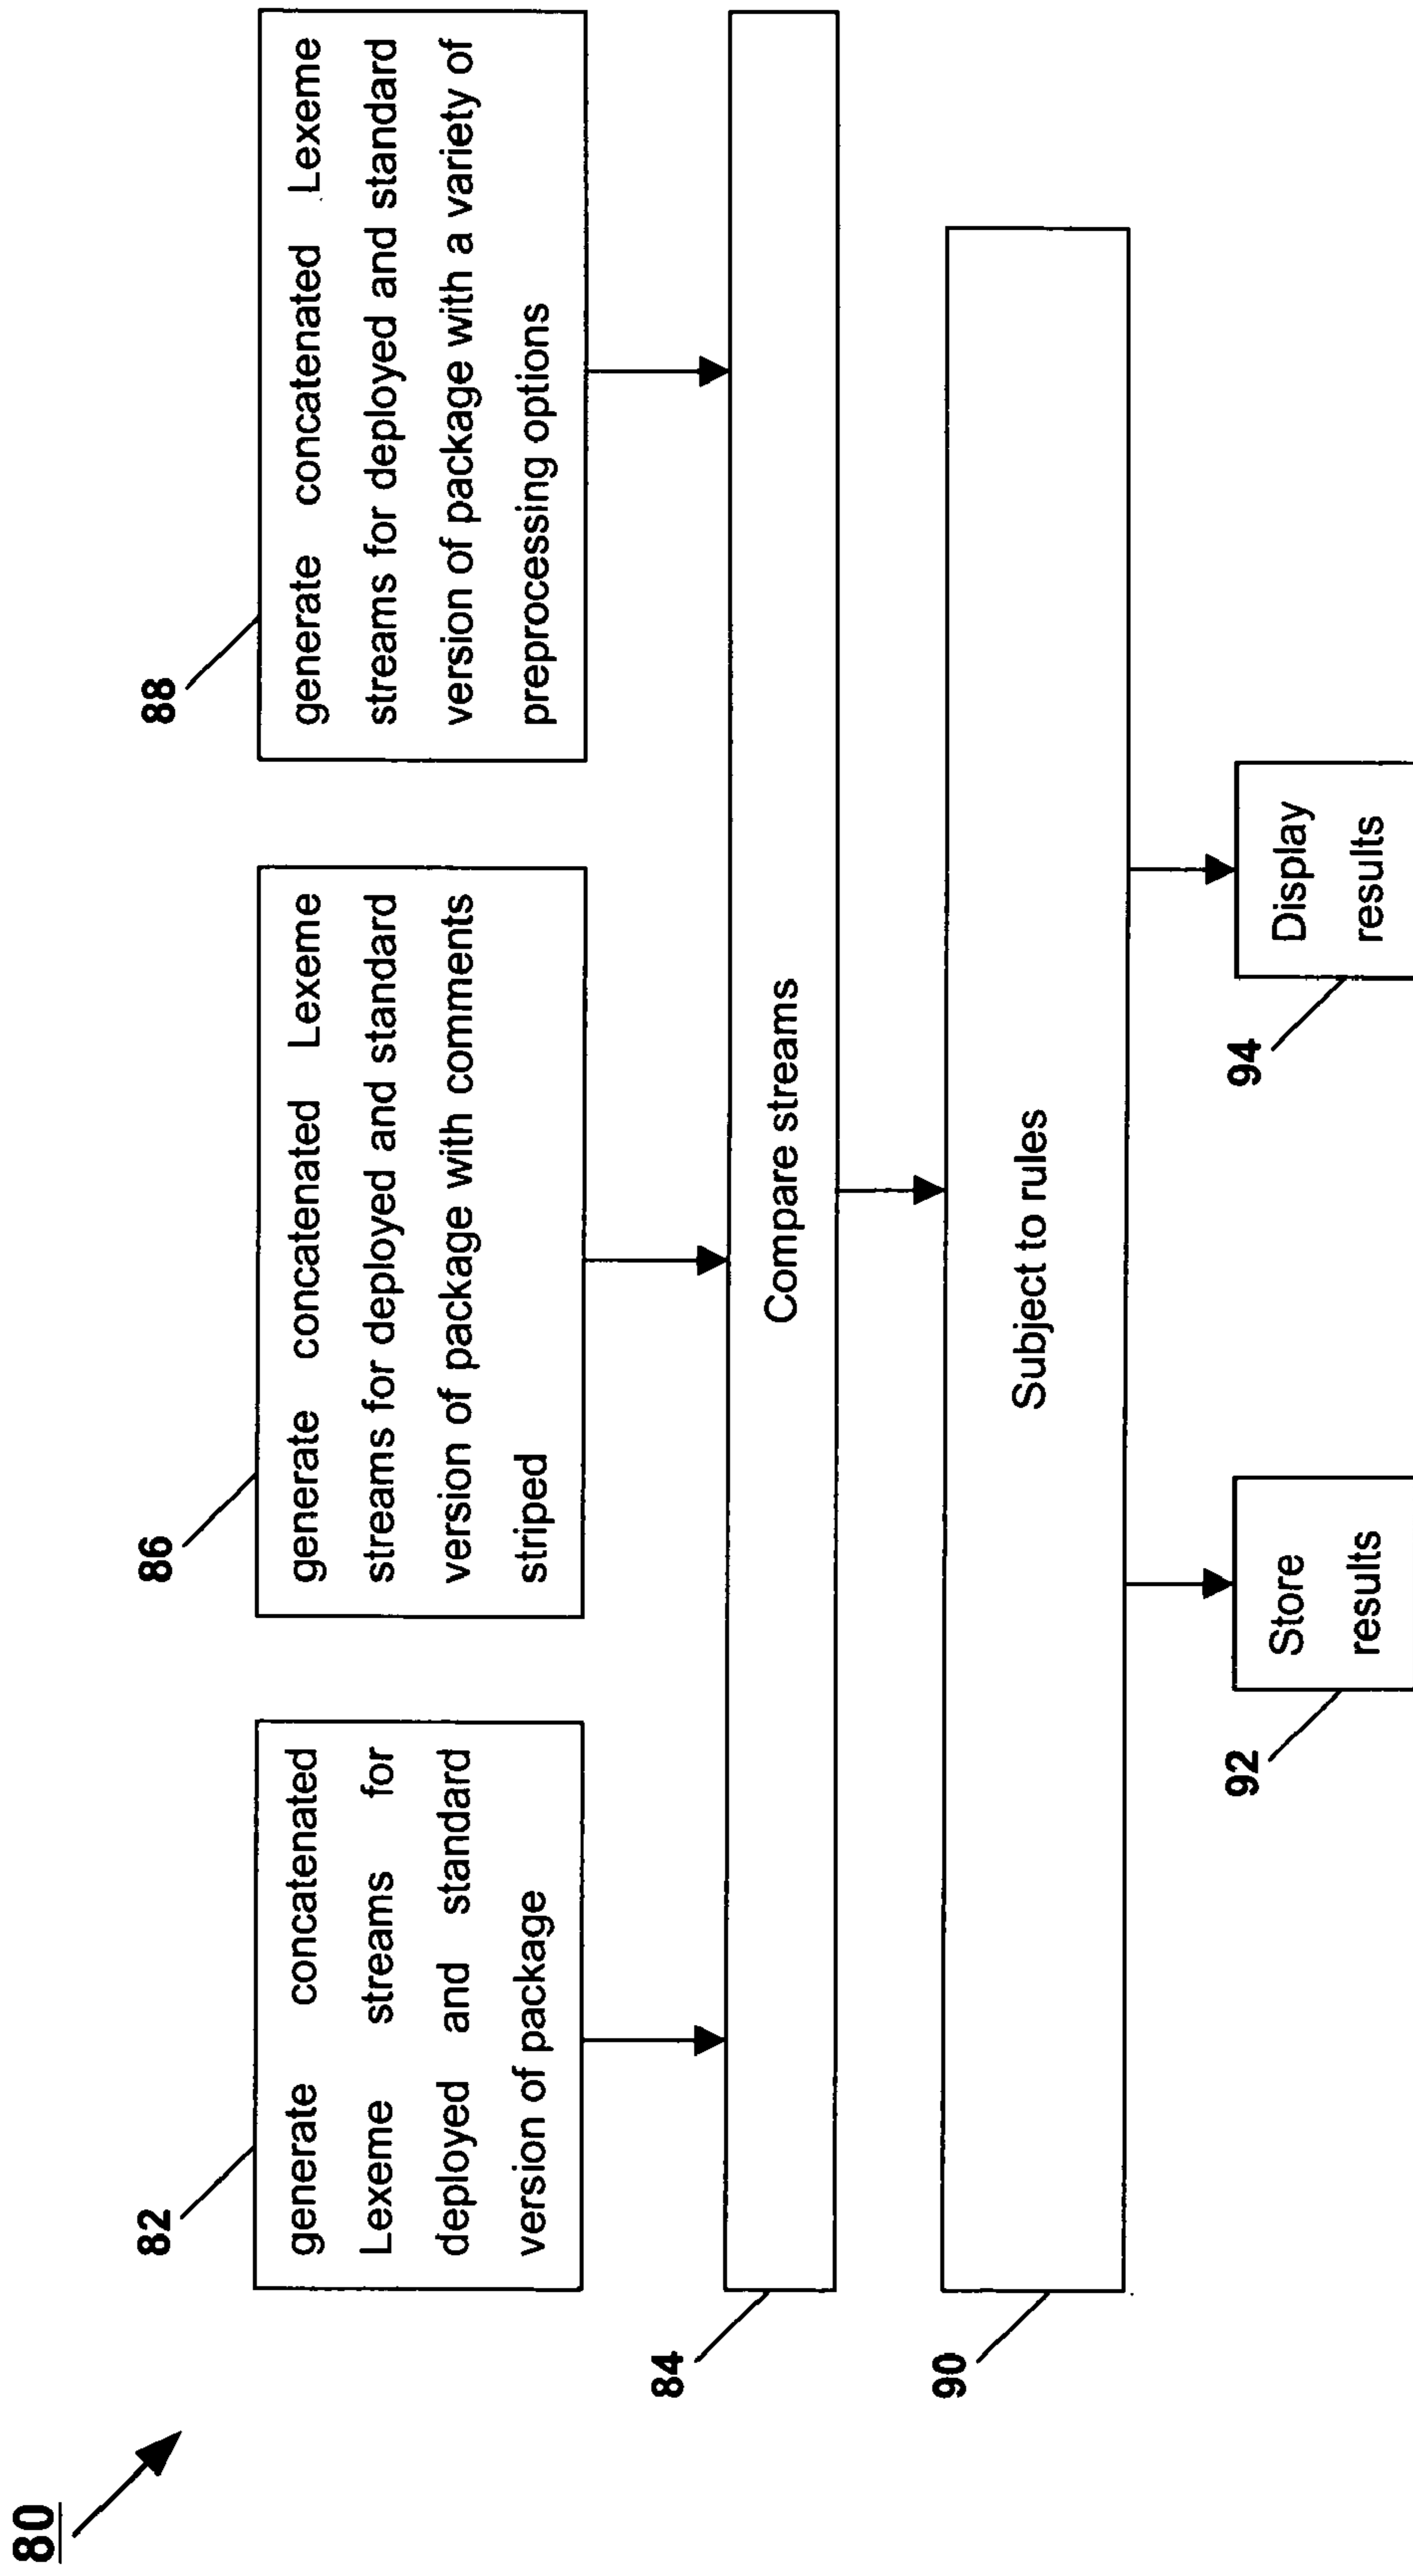 80
82
generate concatenated
Lexeme streams for
deployed and standard
version of package
86
generate concatenated Lexeme
streams for deployed and standard
version of package with comments
striped
88
generate concatenated Lexeme
streams for deployed and standard
version of package with a variety of
preprocessing options
84
Compare streams
90
Subject to rules
92
Store
results
94
Display
results